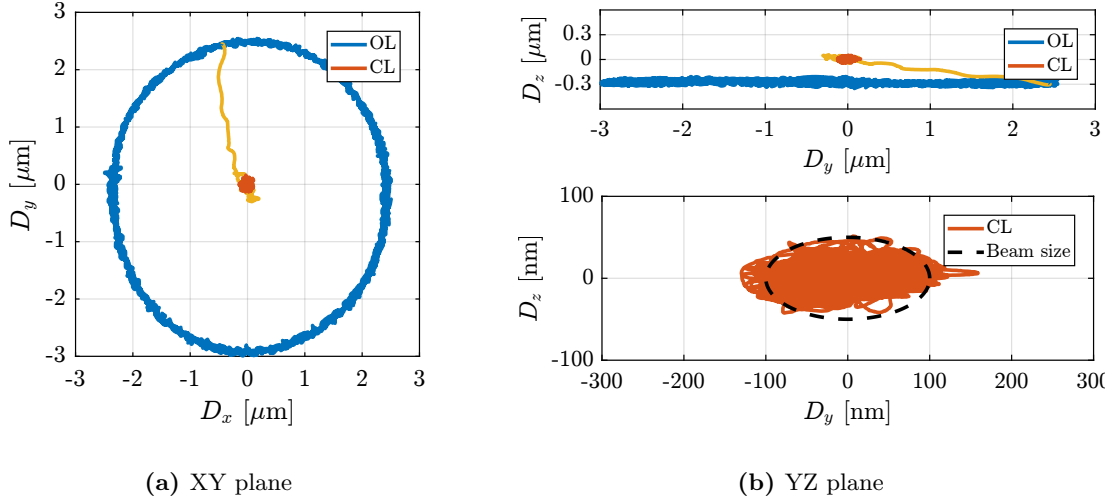 3
2
1
0
-1
-2
-3
-3 -2 -1 0 1 2 3
D_y [μm]
D_x [μm]
OL
CL
(a) XY plane
0.3
0
-0.3
-3 -2 -1 0 1 2 3
D_z [μm]
D_y [μm]
OL
CL
100
0
-100
-300 -200 -100 0 100 200 300
D_z [nm]
D_y [nm]
CL
Beam size
(b) YZ plane